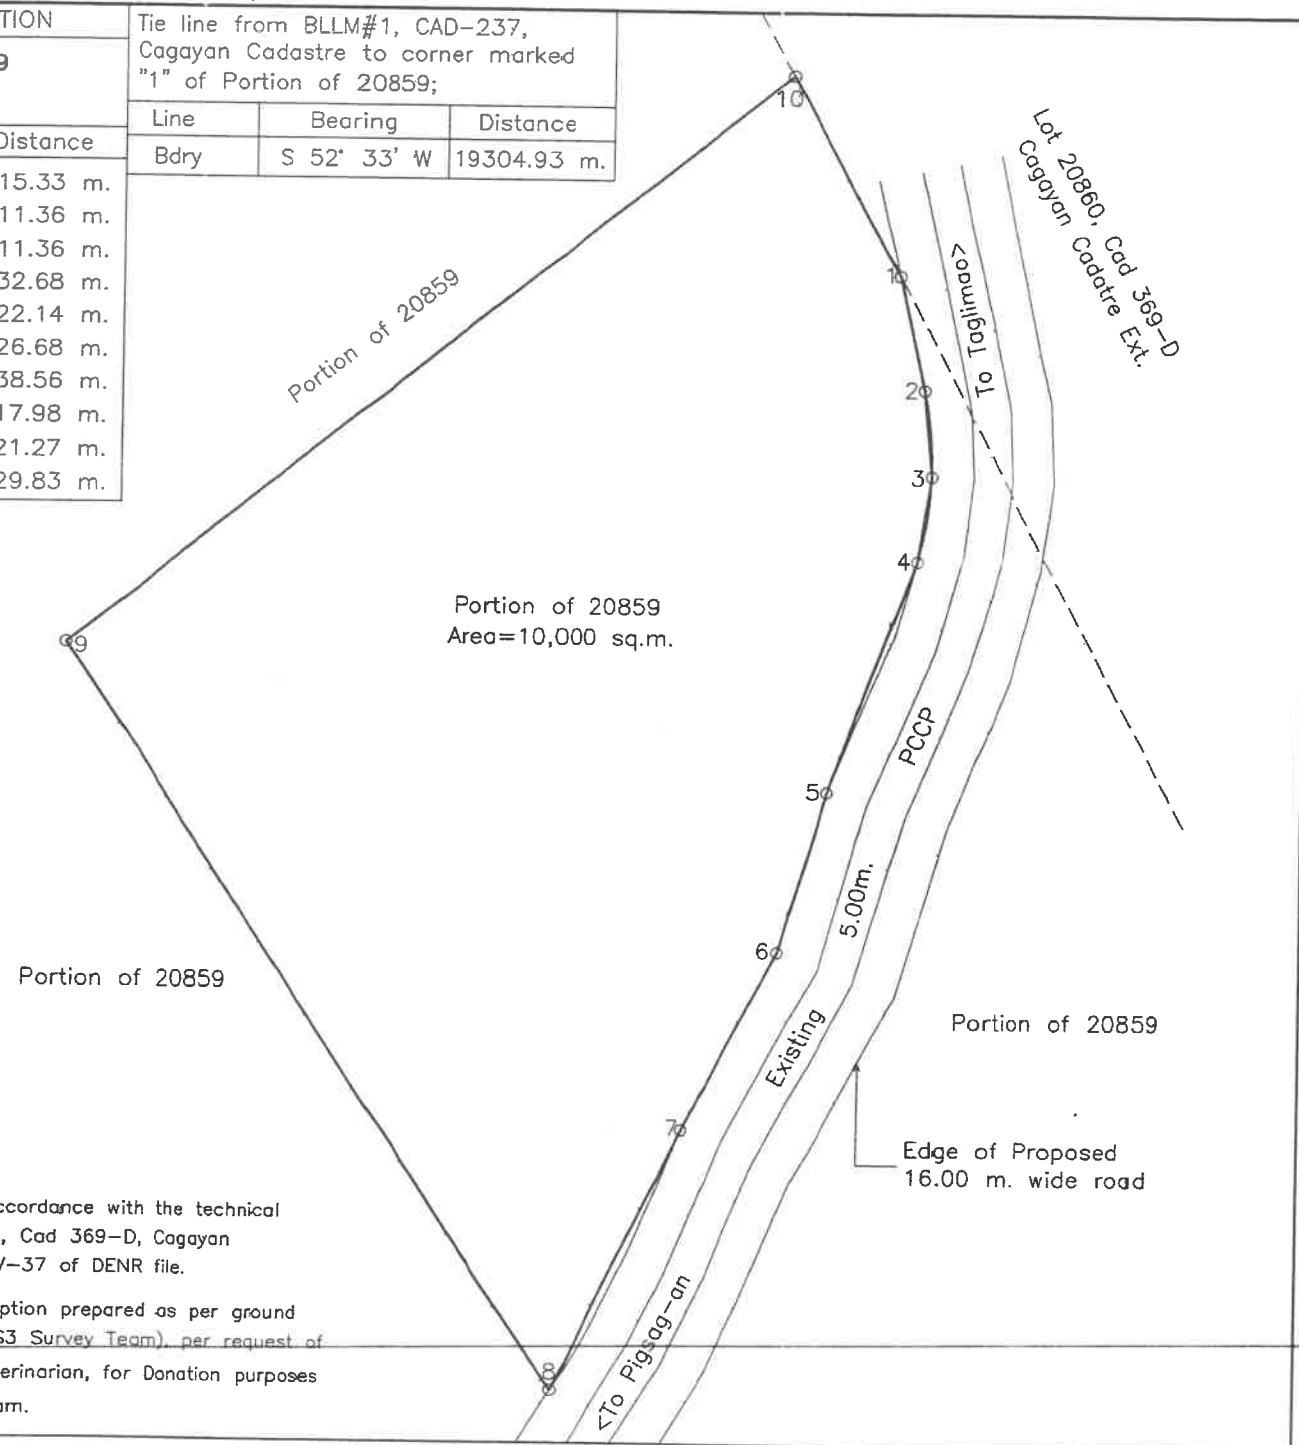 TION
9
Distance
15.33 m.
11.36 m.
11.36 m.
32.68 m.
22.14 m.
26.68 m.
38.56 m.
17.98 m.
21.27 m.
29.83 m.
Tie line from BLLM#1, CAD-237,
Cagayan Cadastre to corner marked
"1" of Portion of 20859;
Line Bearing Distance
Bdry S 52° 33' W 19304.93 m.
10
Lot 20860, Cad 369-D
Cagayan Cadatre Ext.
1
To Taglimao>
Portion of 20859
2
3
4
Portion of 20859
Area=10,000 sq.m.
9
PCCP
5
5.00m.
6
Portion of 20859
Portion of 20859
Existing
7
Edge of Proposed
16.00 m. wide road
ccordance with the technical
, Cad 369-D, Cagayan
V-37 of DENR file.
ption prepared as per ground
S3 Survey Team), per request of
erinarian, for Donation purposes
am.
8
<To Pigsag-an